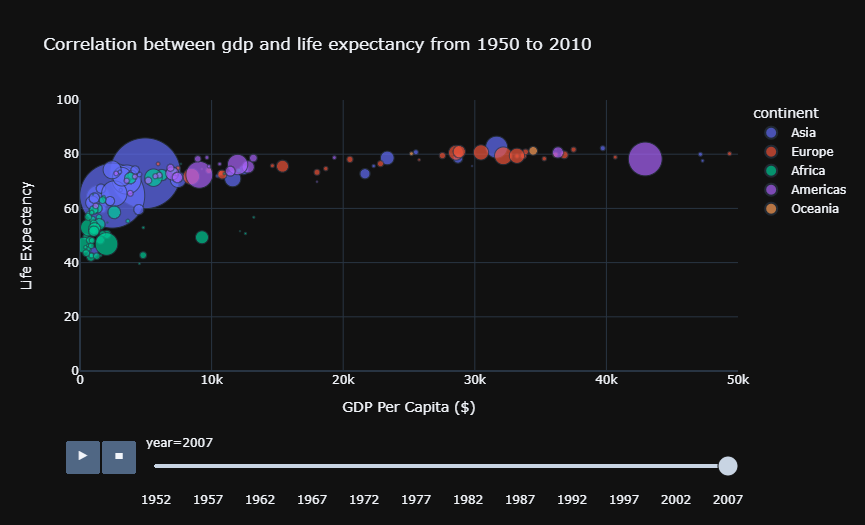 Correlation between gdp and life expectancy from 1950 to 2010
100
80
60
40
20
0
Life Expectency
0 10k 20k 30k 40k 50k
GDP Per Capita ($)
continent
Asia
Europe
Africa
Americas
Oceania
year=2007
1952 1957 1962 1967 1972 1977 1982 1987 1992 1997 2002 2007